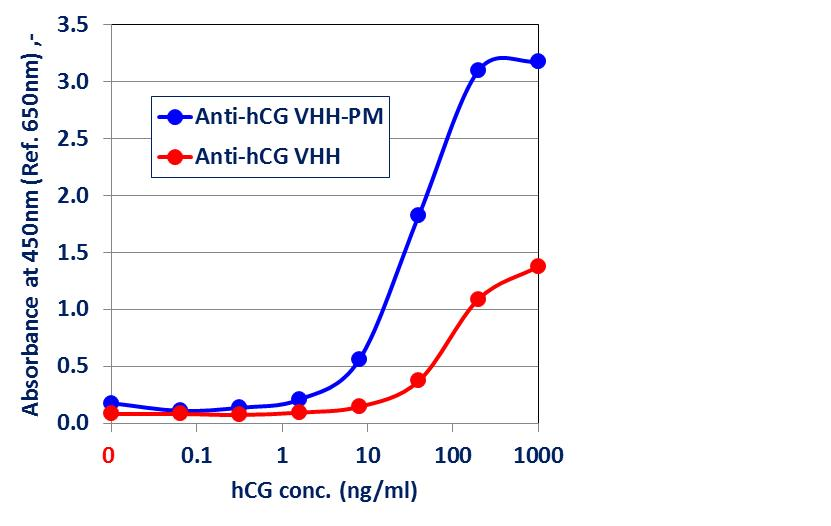 Absorbance at 450nm (Ref. 650nm) ,-
3.5
3.0
2.5
2.0
1.5
1.0
0.5
0.0
Anti-hCG VHH-PM
Anti-hCG VHH
0 0.1 1 10 100 1000
hCG conc. (ng/ml)